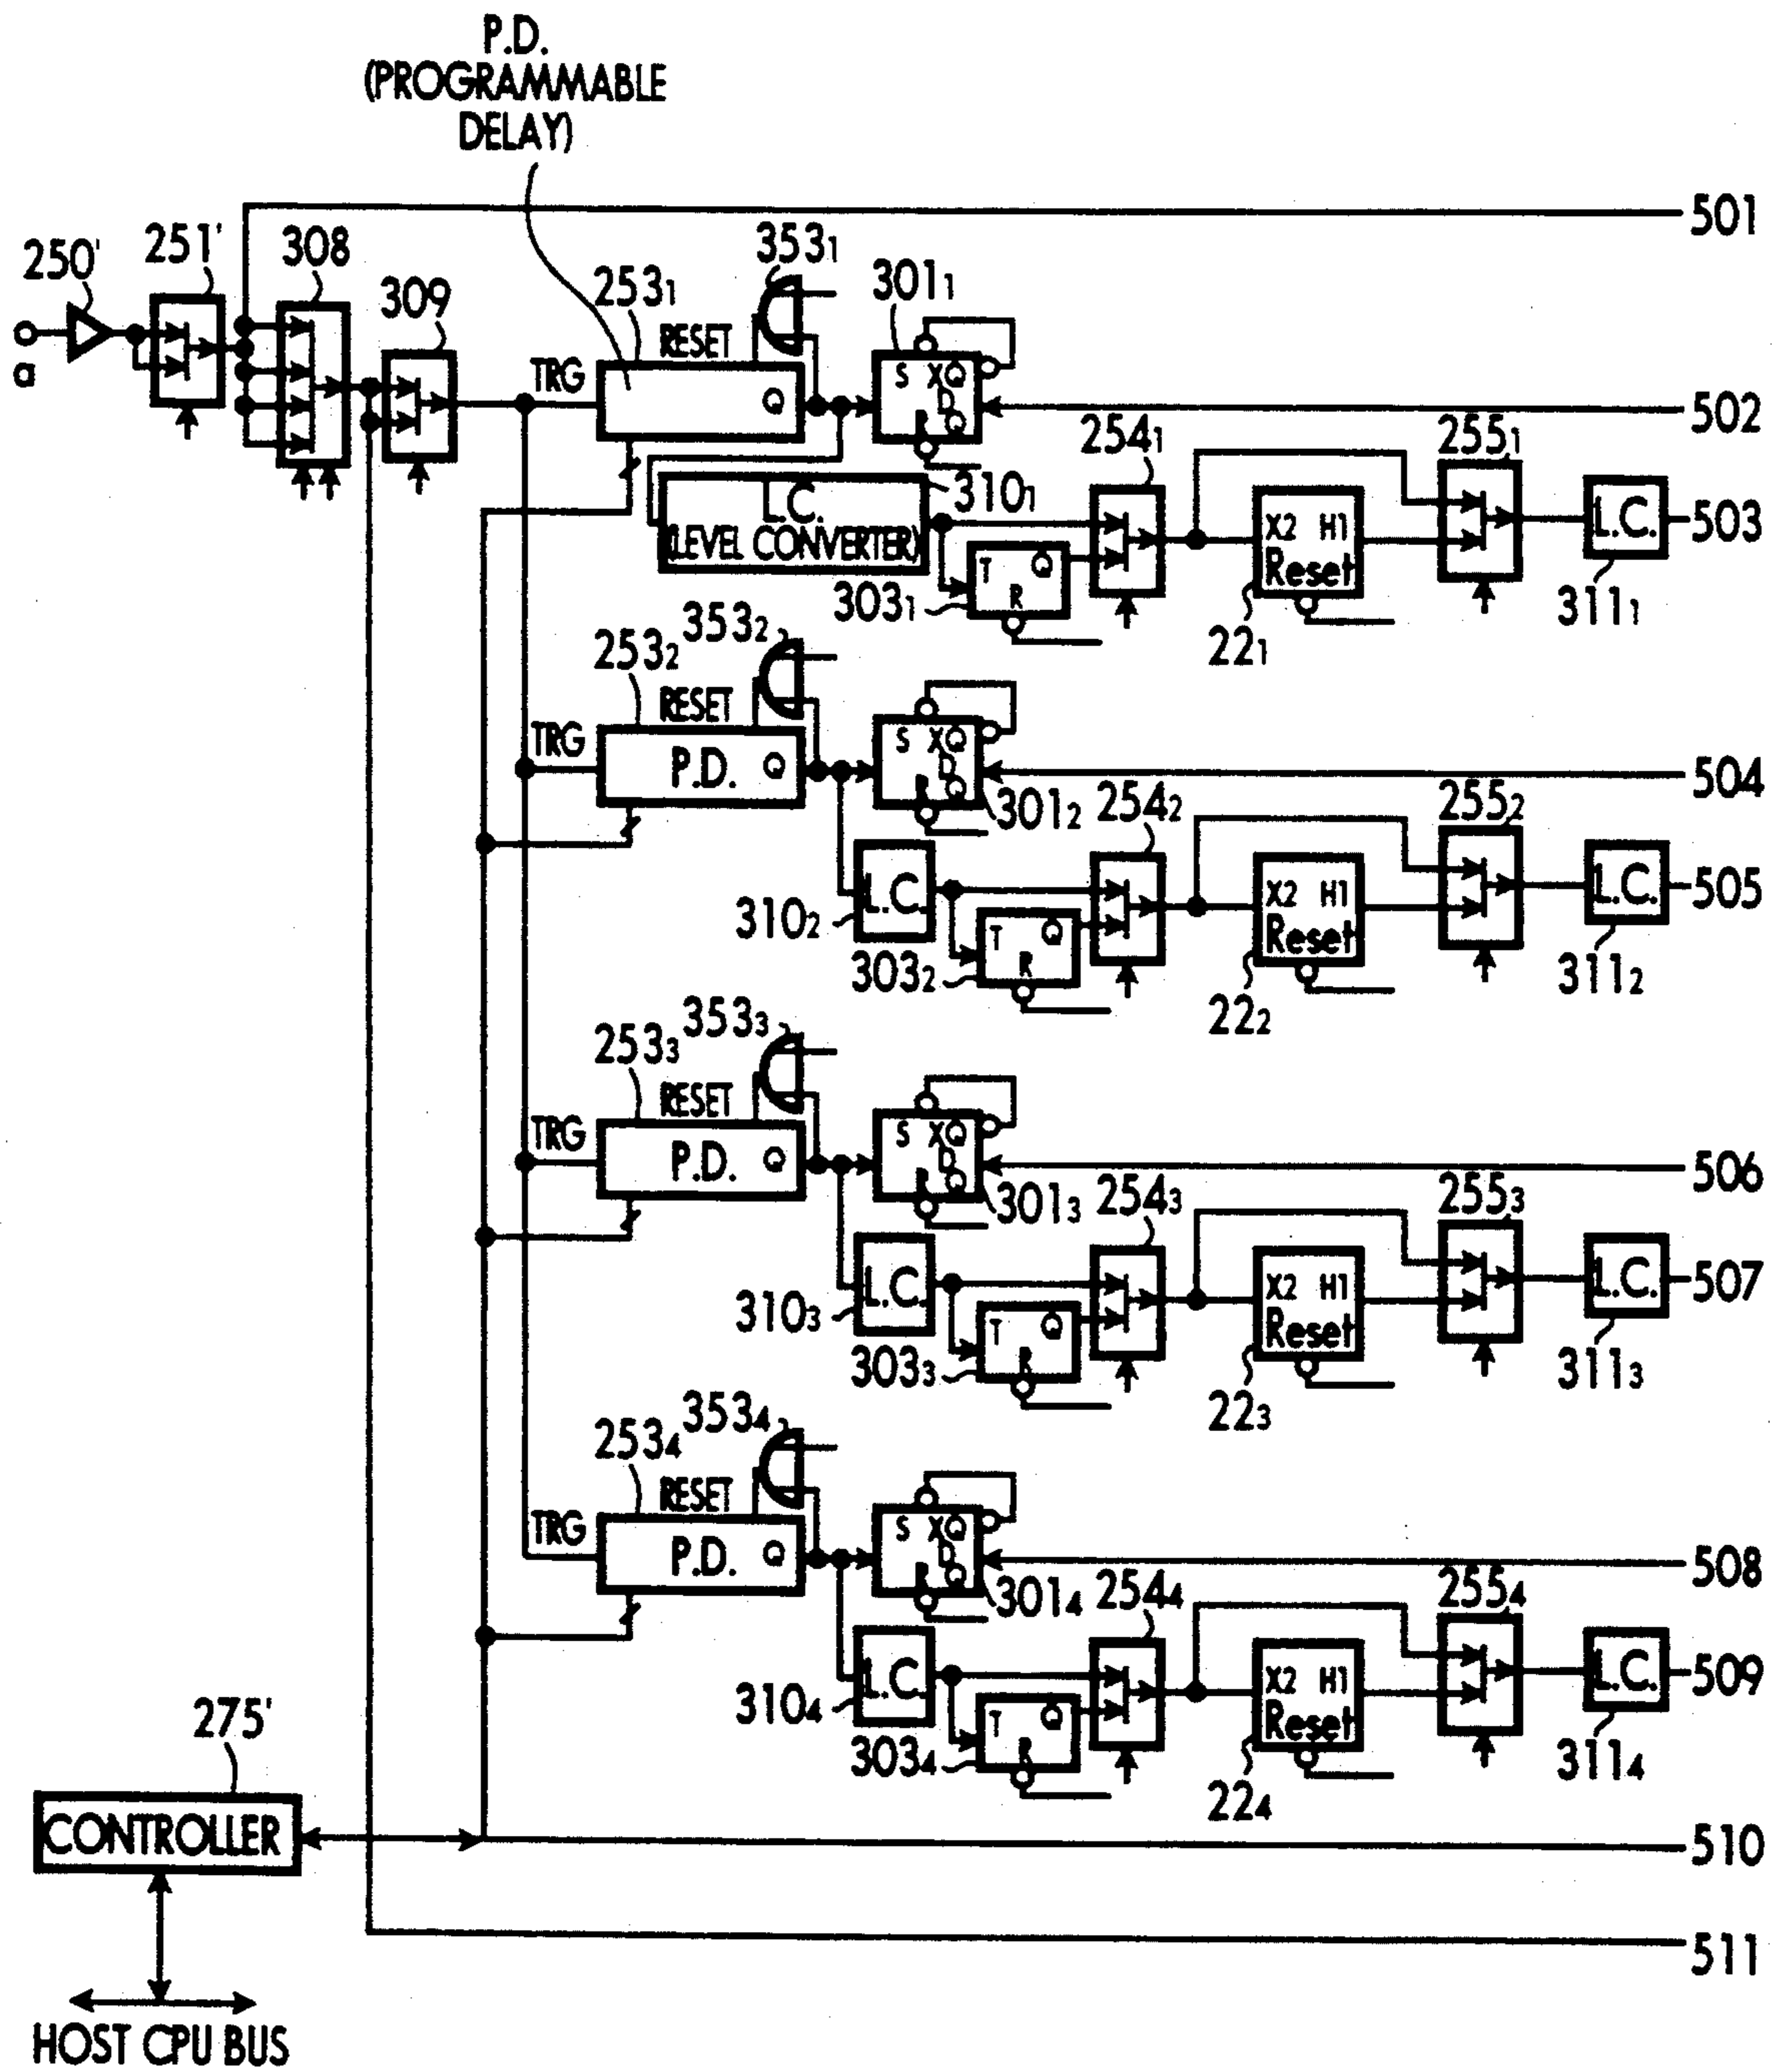 P.D.
(PROGRAMMABLE
DELAY)
501
250'
251'
308
309
253₁
353₁
301₁
a
TRG
RESET
Q
S XQ
D
R Q
502
254₁
255₁
L.C.
(LEVEL CONVERTER)
310₁
X2 H1
Reset
L.C.
503
T Q
R
303₁
22₁
311₁
253₂
353₂
RESET
TRG
P.D. Q
S XQ
D
R Q
504
301₂
254₂
255₂
L.C.
310₂
X2 H1
Reset
L.C.
505
T Q
R
303₂
22₂
311₂
253₃
353₃
RESET
TRG
P.D. Q
S XQ
D
R Q
506
301₃
254₃
255₃
L.C.
310₃
X2 H1
Reset
L.C.
507
T Q
R
303₃
22₃
311₃
253₄
353₄
RESET
TRG
P.D. Q
S XQ
D
R Q
508
301₄
254₄
255₄
L.C.
310₄
X2 H1
Reset
L.C.
509
T Q
R
303₄
22₄
311₄
275'
CONTROLLER
510
511
HOST CPU BUS